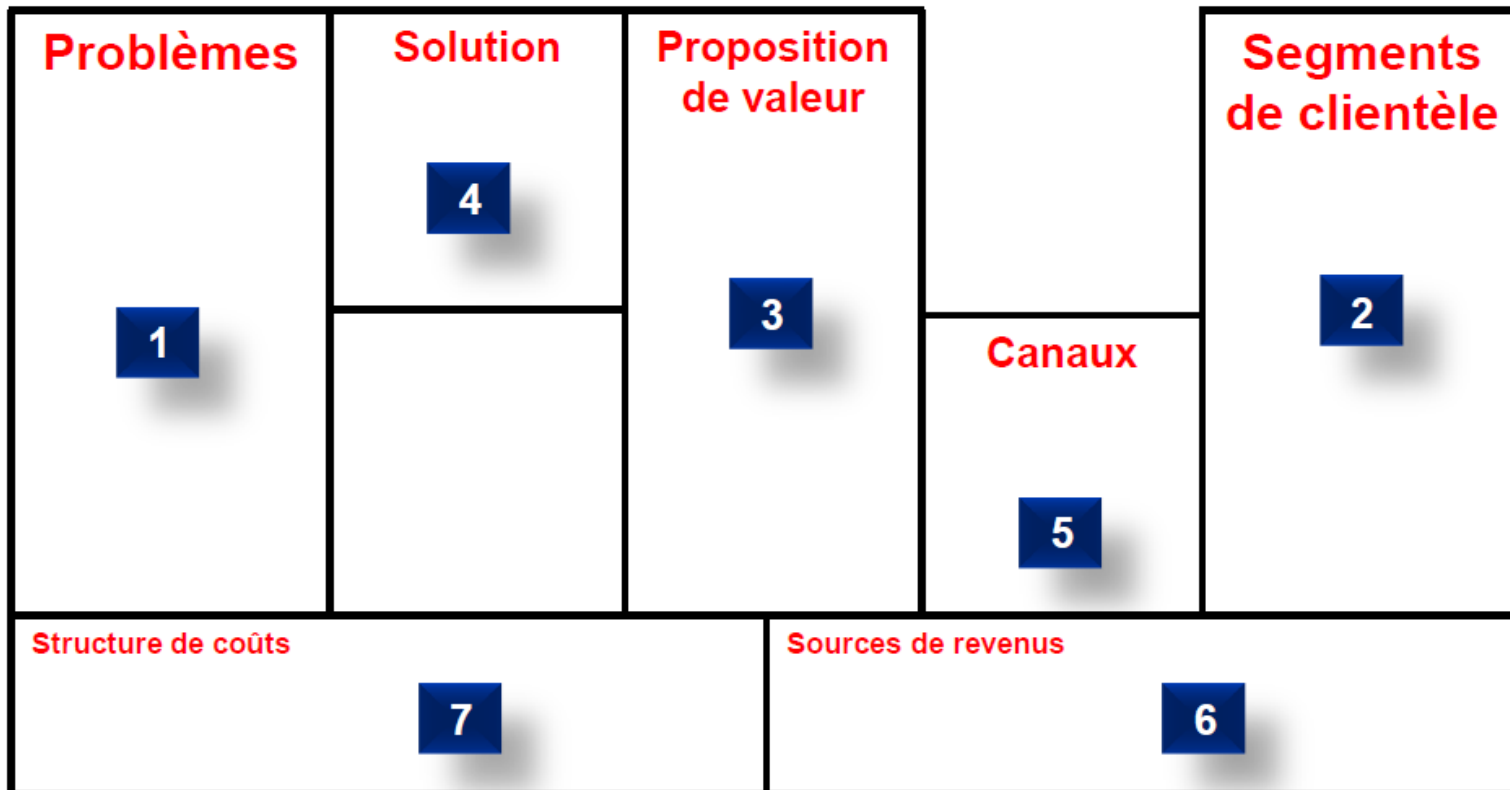 Problèmes
1
Solution
4
Proposition
de valeur
3
Canaux
5
Segments
de clientèle
2
Structure de coûts
7
Sources de revenus
6